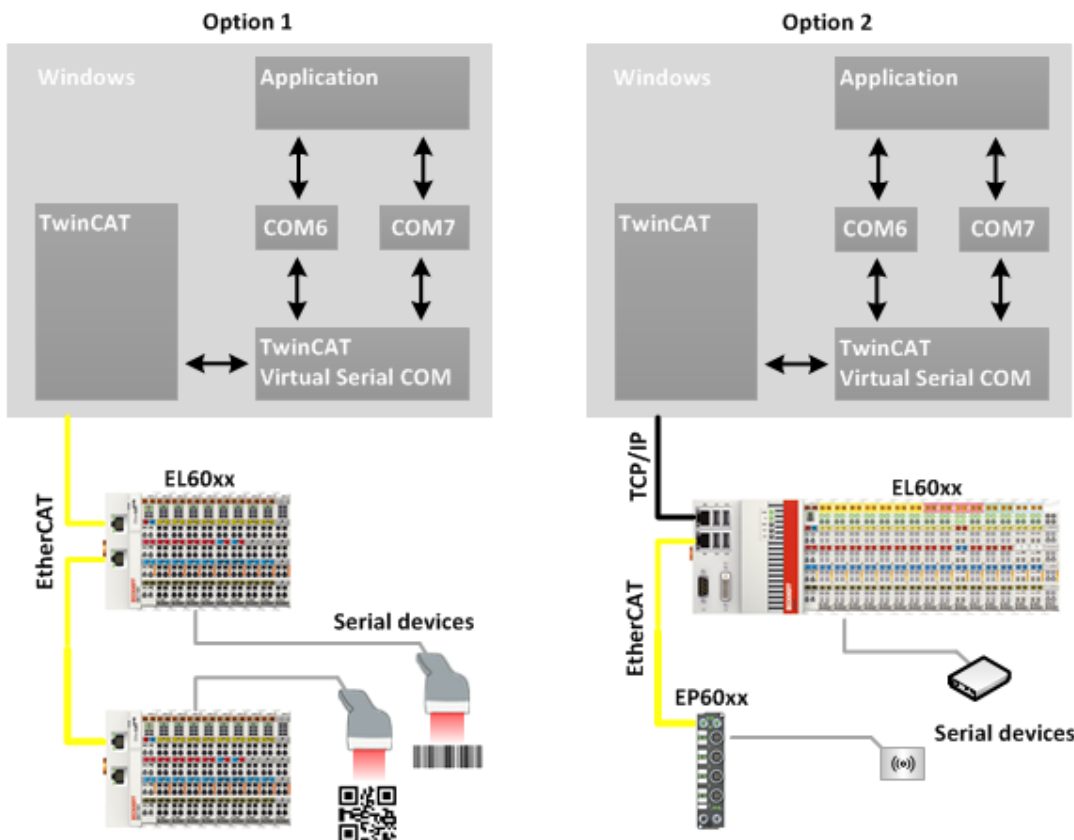 Option 1
Windows
Application
TwinCAT
COM6
COM7
TwinCAT
Virtual Serial COM
EtherCAT
EL60xx
Serial devices
Option 2
Windows
Application
TwinCAT
COM6
COM7
TwinCAT
Virtual Serial COM
TCP/IP
EL60xx
EtherCAT
EP60xx
Serial devices